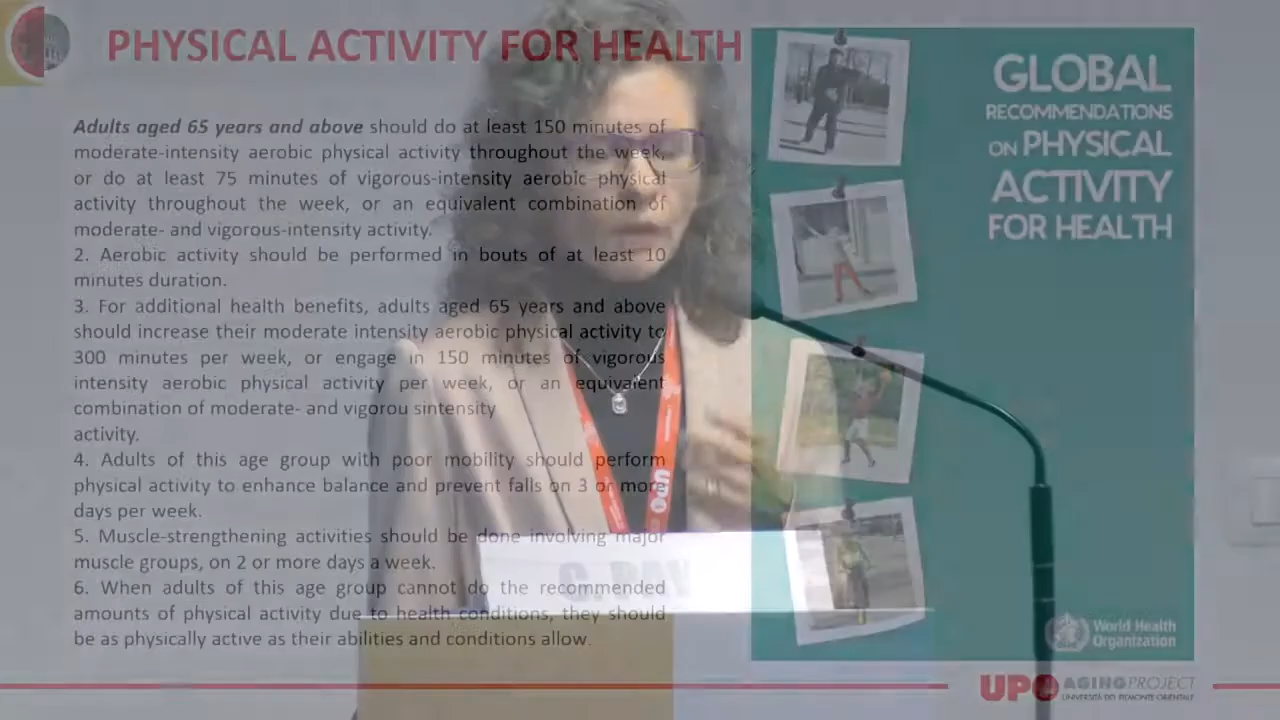 PHYSICAL ACTIVITY FOR HEALTH
Adults aged 65 years and above should do at least 150 minutes of
moderate-intensity aerobic physical activity throughout the week,
or do at least 75 minutes of vigorous-intensity aerobic physical
activity throughout the week, or an equivalent combination of
moderate- and vigorous-intensity activity.
2. Aerobic activity should be performed in bouts of at least 10
minutes duration.
3. For additional health benefits, adults aged 65 years and above
should increase their moderate intensity aerobic physical activity to
300 minutes per week, or engage in 150 minutes of vigorous
intensity aerobic physical activity per week, or an equivalent
combination of moderate- and vigorou sintensity
activity.
4. Adults of this age group with poor mobility should perform
physical activity to enhance balance and prevent falls on 3 or more
days per week.
5. Muscle-strengthening activities should be done involving major
muscle groups, on 2 or more days a week.
6. When adults of this age group cannot do the recommended
amounts of physical activity due to health conditions, they should
be as physically active as their abilities and conditions allow.
GLOBAL
RECOMMENDATIONS
ON PHYSICAL
ACTIVITY
FOR HEALTH
World Health
Organization
UPO AGING PROJECT
UNIVERSITÀ DEL PIEMONTE ORIENTALE
UPO